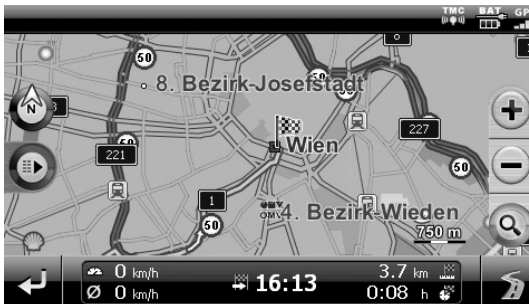 TMC BAT GP
50
8. Bezirk-Josefstadt
N
221
Wien
227
50
1
50
OMV
4. Bezirk-Wieden
750 m
0 km/h
16:13
3.7 km
Ø 0 km/h
0:08 h